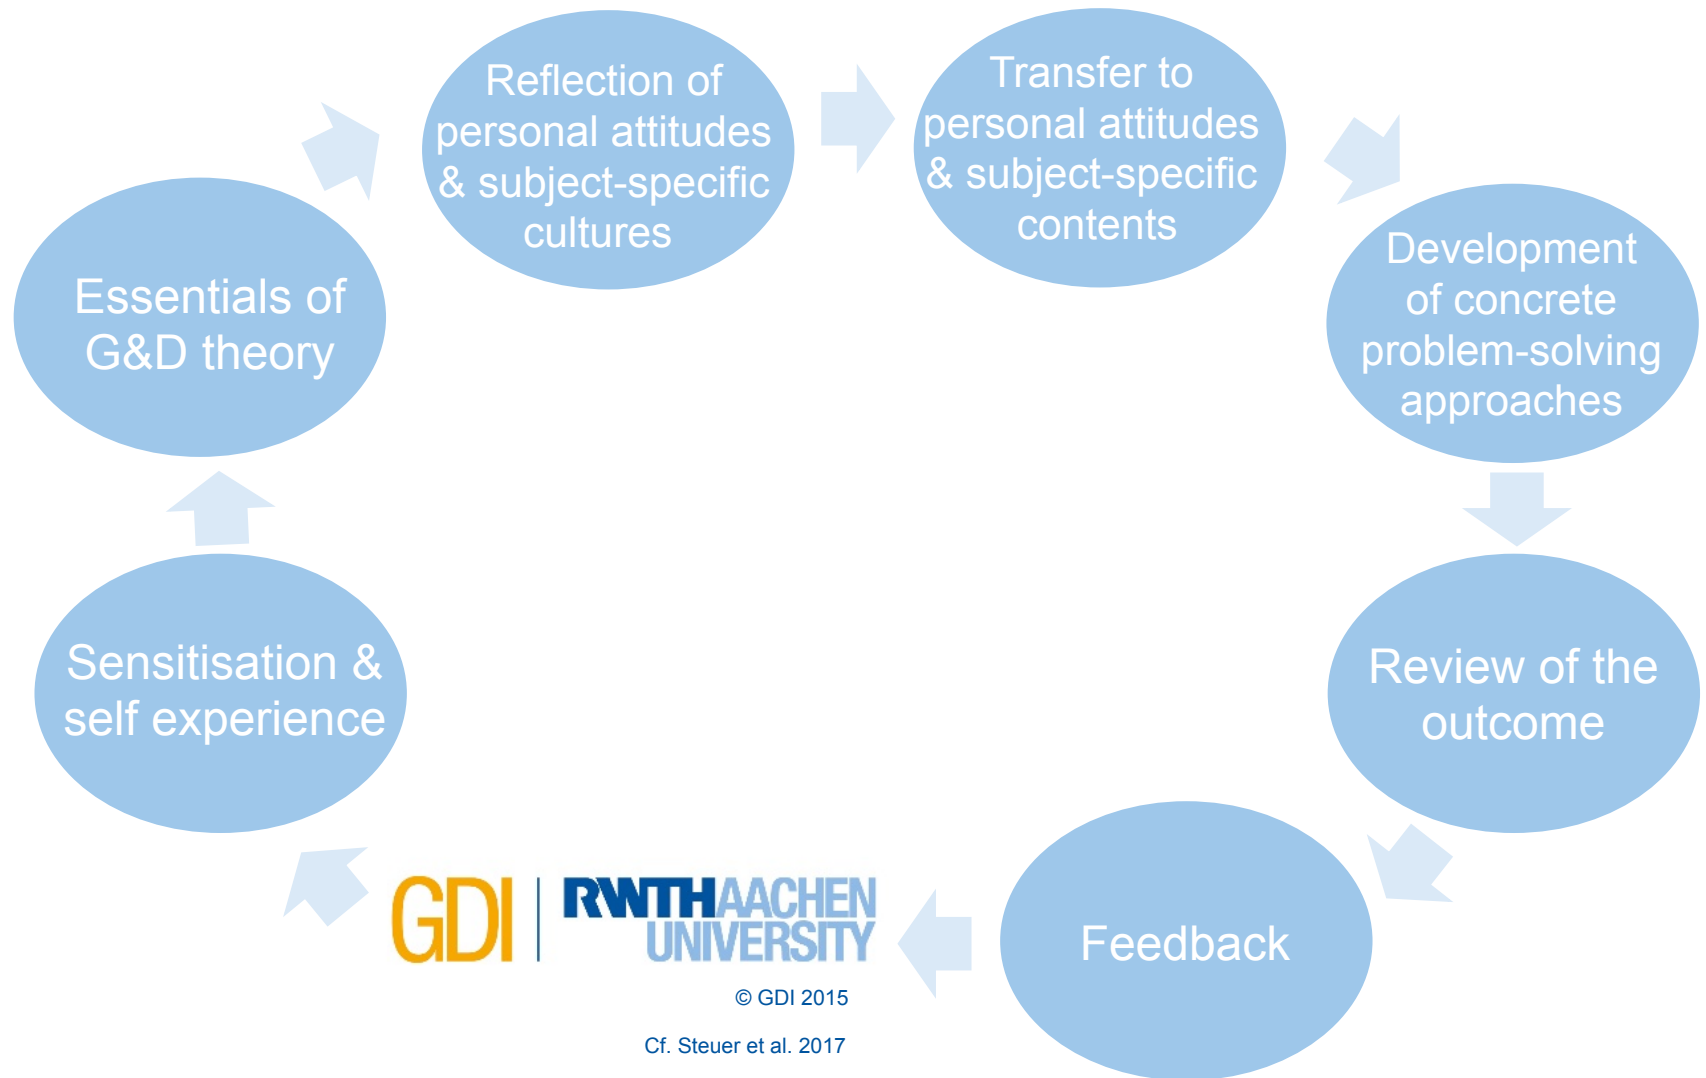 Reflection of
personal attitudes
& subject-specific
cultures
Transfer to
personal attitudes
& subject-specific
contents
Development
of concrete
problem-solving
approaches
Review of the
outcome
Feedback
GDI
RWTHAACHEN
UNIVERSITY
© GDI 2015
Cf. Steuer et al. 2017
Sensitisation &
self experience
Essentials of
G&D theory